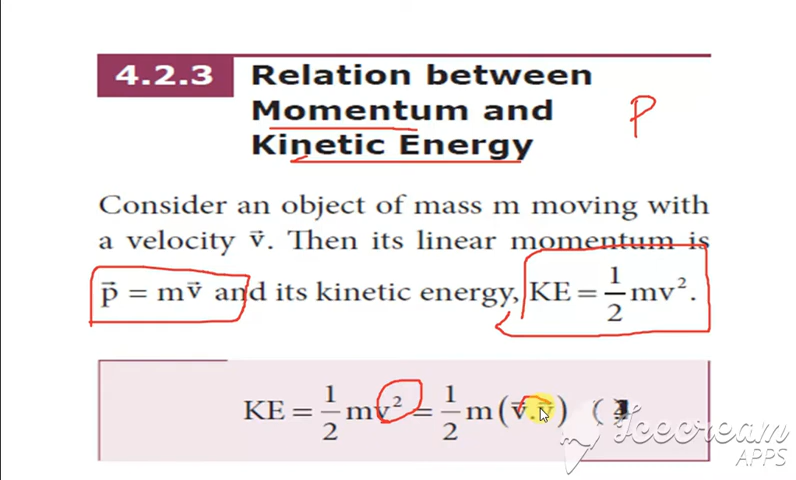 4.2.3 Relation between
Momentum and
Kinetic Energy
P
Consider an object of mass m moving with
a velocity v⃗. Then its linear momentum is
p⃗ = mv⃗ and its kinetic energy, KE = 1/2 mv².
KE = 1/2 mv² = 1/2 m(v⃗.v⃗)
Icecream
APPS